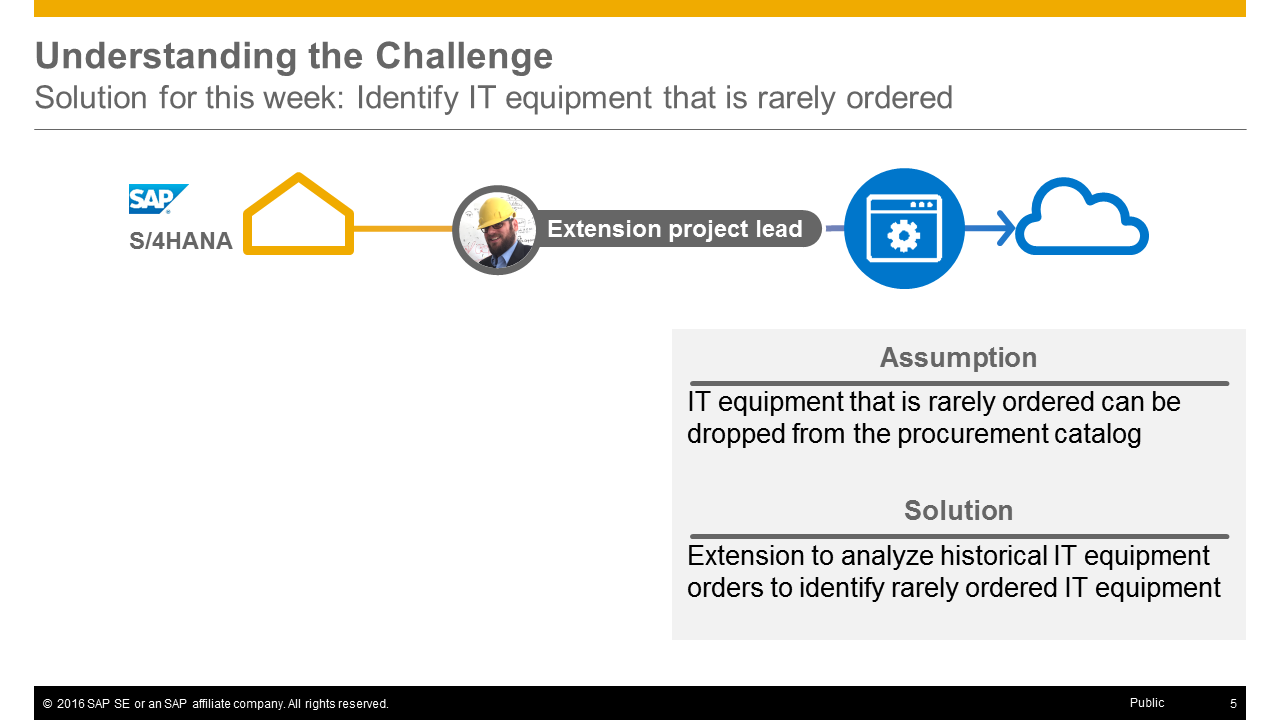 Understanding the Challenge
Solution for this week: Identify IT equipment that is rarely ordered
SAP®
S/4HANA
Extension project lead
Assumption
IT equipment that is rarely ordered can be
dropped from the procurement catalog
Solution
Extension to analyze historical IT equipment
orders to identify rarely ordered IT equipment
© 2016 SAP SE or an SAP affiliate company. All rights reserved.
Public
5